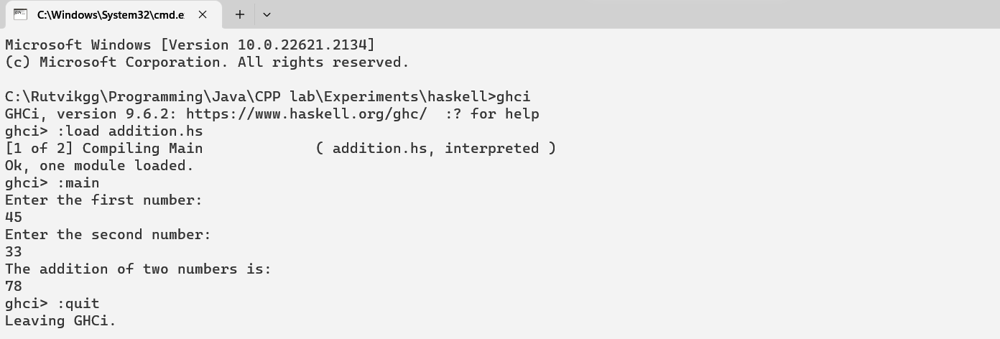 C:\Windows\System32\cmd.e
Microsoft Windows [Version 10.0.22621.2134]
(c) Microsoft Corporation. All rights reserved.
C:\Rutvikgg\Programming\Java\CPP lab\Experiments\haskell>ghci
GHCi, version 9.6.2: https://www.haskell.org/ghc/  :? for help
ghci> :load addition.hs
[1 of 2] Compiling Main             ( addition.hs, interpreted )
Ok, one module loaded.
ghci> :main
Enter the first number:
45
Enter the second number:
33
The addition of two numbers is:
78
ghci> :quit
Leaving GHCi.